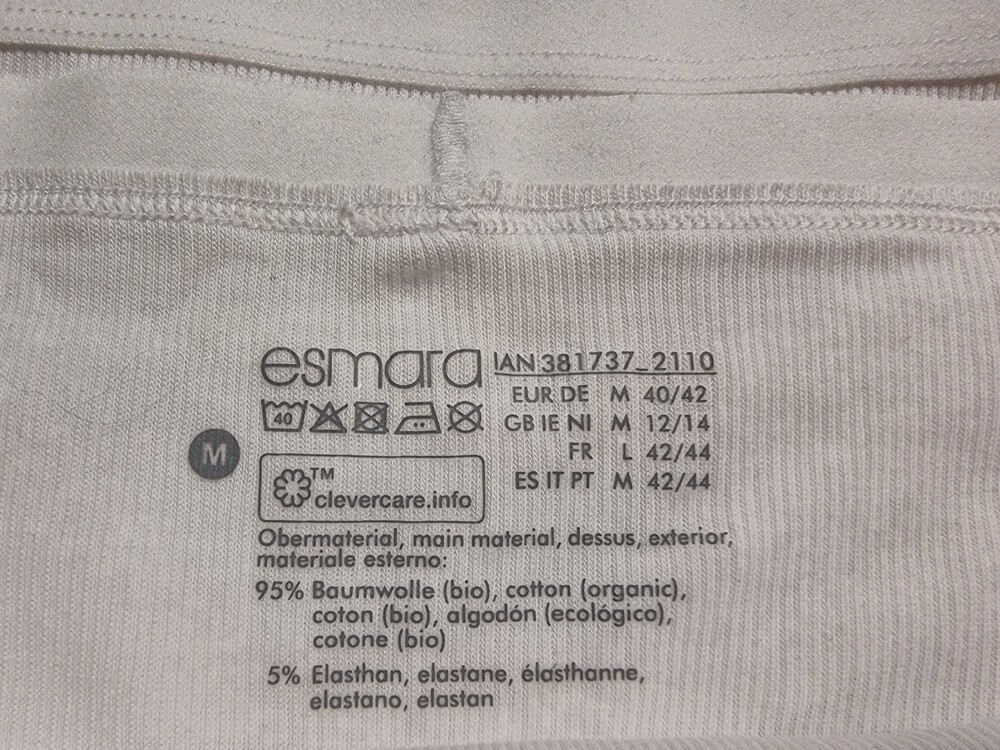 esmara
IAN 381737_2110
EUR DE M 40/42
GB IE NI M 12/14
FR L 42/44
ES IT PT M 42/44
40
M
TM
clevercare.info
Obermaterial, main material, dessus, exterior,
materiale esterno:
95% Baumwolle (bio), cotton (organic),
coton (bio), algodón (ecológico),
cotone (bio)
5% Elasthan, elastane, élasthanne,
elastano, elastan